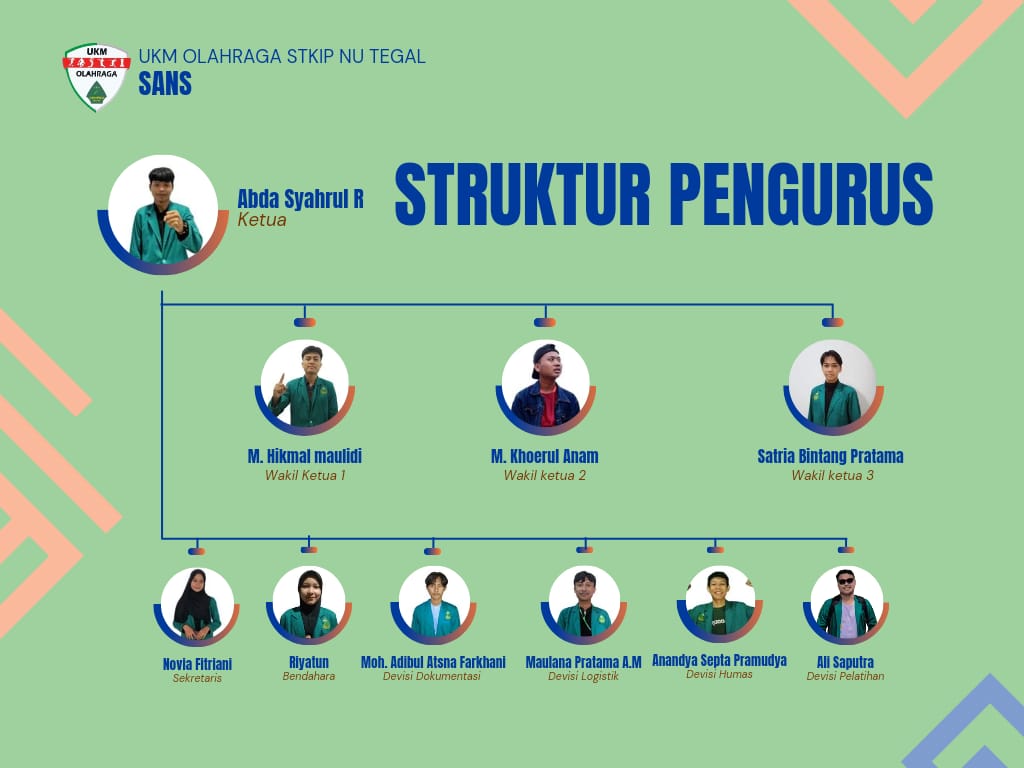 UKM
OLAHRAGA
UKM OLAHRAGA STKIP NU TEGAL
SANS
STRUKTUR PENGURUS
Abda Syahrul R
Ketua
M. Hikmal maulidi
Wakil Ketua 1
M. Khoerul Anam
Wakil ketua 2
Satria Bintang Pratama
Wakil ketua 3
Novia Fitriani
Sekretaris
Riyatun
Bendahara
Moh. Adibul Atsna Farkhani
Devisi Dokumentasi
Maulana Pratama A.M
Devisi Logistik
Anandya Septa Pramudya
Devisi Humas
Ali Saputra
Devisi Pelatihan